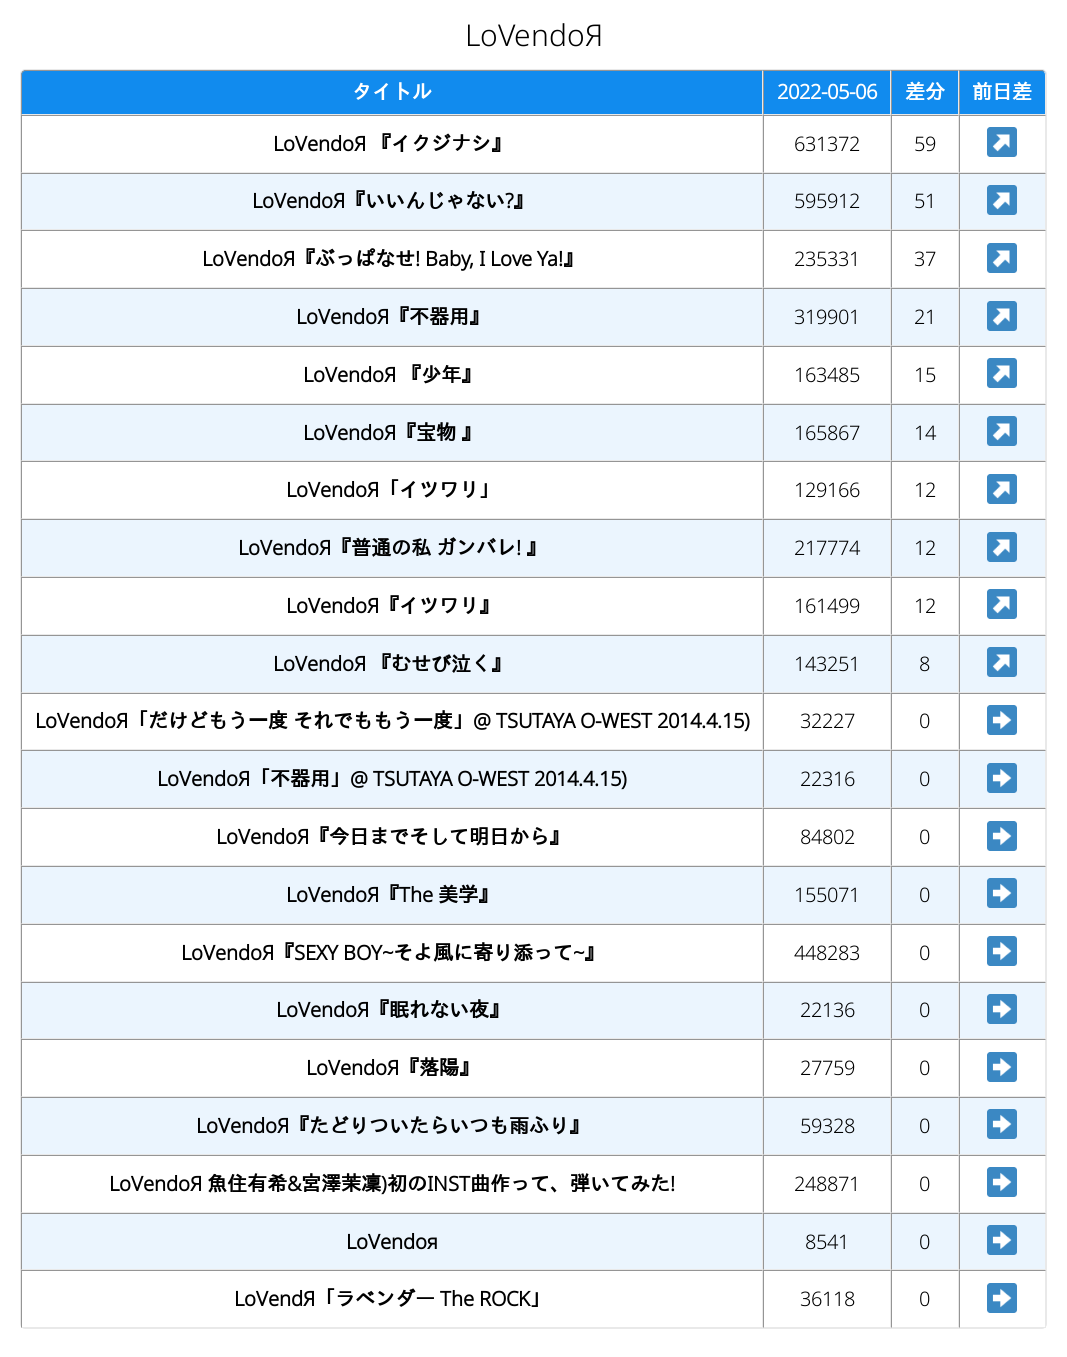 LoVendoЯ
タイトル 2022-05-06 差分 前日差
LoVendoЯ 『イクジナシ』 631372 59
LoVendoЯ『いいんじゃない?』 595912 51
LoVendoЯ『ぶっぱなせ! Baby, I Love Ya!』 235331 37
LoVendoЯ『不器用』 319901 21
LoVendoЯ 『少年』 163485 15
LoVendoЯ『宝物 』 165867 14
LoVendoЯ「イツワリ」 129166 12
LoVendoЯ『普通の私 ガンバレ! 』 217774 12
LoVendoЯ『イツワリ』 161499 12
LoVendoЯ 『むせび泣く』 143251 8
LoVendoЯ「だけどもう一度 それでももう一度」@ TSUTAYA O-WEST 2014.4.15) 32227 0
LoVendoЯ「不器用」@ TSUTAYA O-WEST 2014.4.15) 22316 0
LoVendoЯ『今日までそして明日から』 84802 0
LoVendoЯ『The 美学』 155071 0
LoVendoЯ『SEXY BOY~そよ風に寄り添って~』 448283 0
LoVendoЯ『眠れない夜』 22136 0
LoVendoЯ『落陽』 27759 0
LoVendoЯ『たどりついたらいつも雨ふり』 59328 0
LoVendoЯ 魚住有希&宮澤茉凜)初のINST曲作って、弾いてみた! 248871 0
LoVendoя 8541 0
LoVendЯ「ラベンダー The ROCK」 36118 0